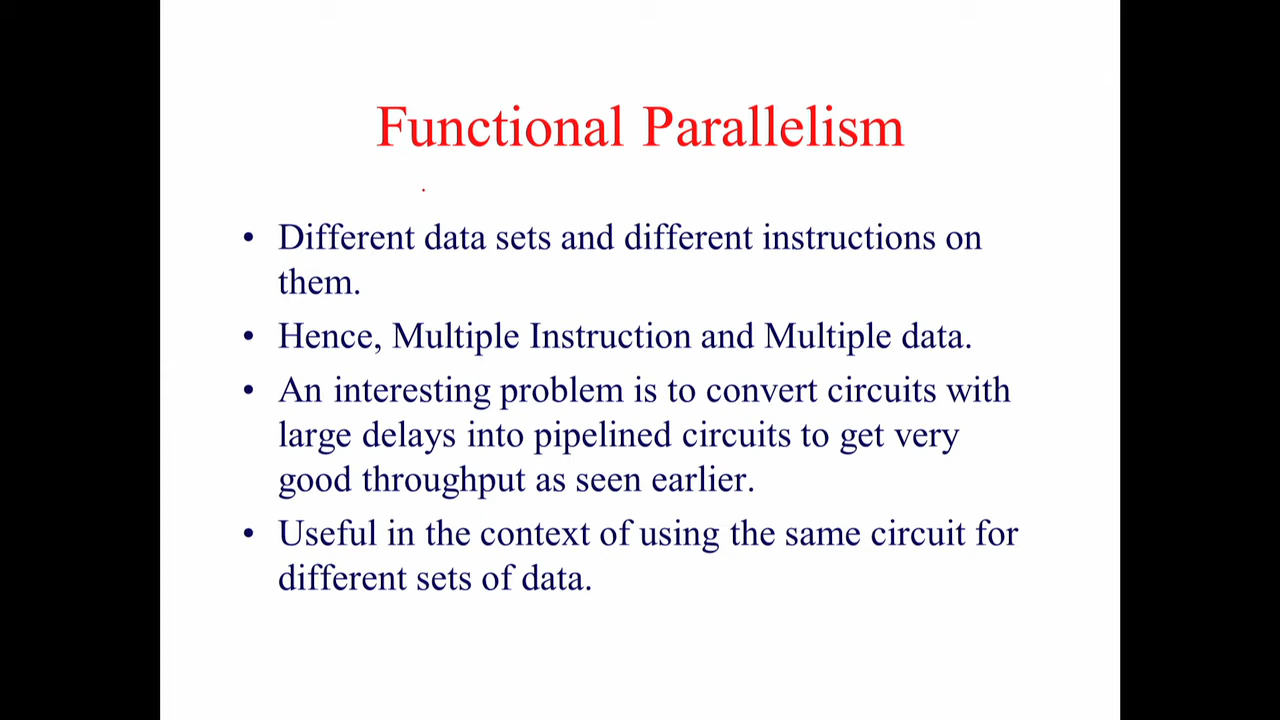 Functional Parallelism
• Different data sets and different instructions on
them.
• Hence, Multiple Instruction and Multiple data.
• An interesting problem is to convert circuits with
large delays into pipelined circuits to get very
good throughput as seen earlier.
• Useful in the context of using the same circuit for
different sets of data.